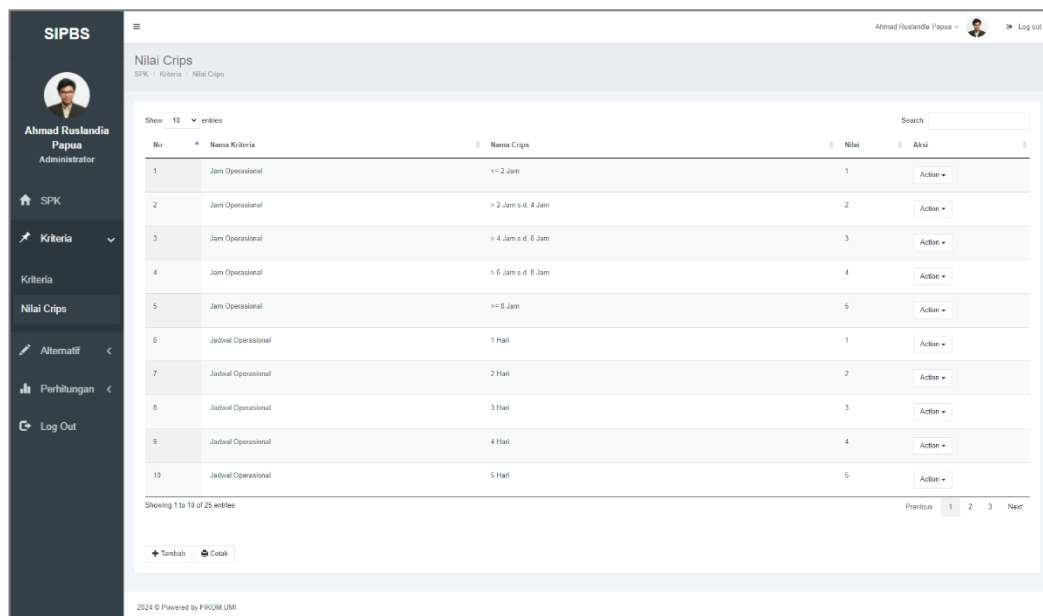 SIPBS
Ahmad Ruslandia Papua
Log out
Nilai Crips
SPK / Kriteria / Nilai Crips
Ahmad Ruslandia
Papua
Administrator
SPK
Kriteria
Kriteria
Nilai Crips
Alternatif
Perhitungan
Log Out
Show 10 entries
Search:
No Nama Kriteria Nama Crips Nilai Aksi
1 Jam Operasional <= 2 Jam 1 Action
2 Jam Operasional > 2 Jam s.d. 4 Jam 2 Action
3 Jam Operasional > 4 Jam s.d. 6 Jam 3 Action
4 Jam Operasional > 6 Jam s.d. 8 Jam 4 Action
5 Jam Operasional >= 8 Jam 5 Action
6 Jadwal Operasional 1 Hari 1 Action
7 Jadwal Operasional 2 Hari 2 Action
8 Jadwal Operasional 3 Hari 3 Action
9 Jadwal Operasional 4 Hari 4 Action
10 Jadwal Operasional 5 Hari 5 Action
Showing 1 to 10 of 25 entries
Previous 1 2 3 Next
Tambah Cetak
2024 © Powered by FIKOM.UMI